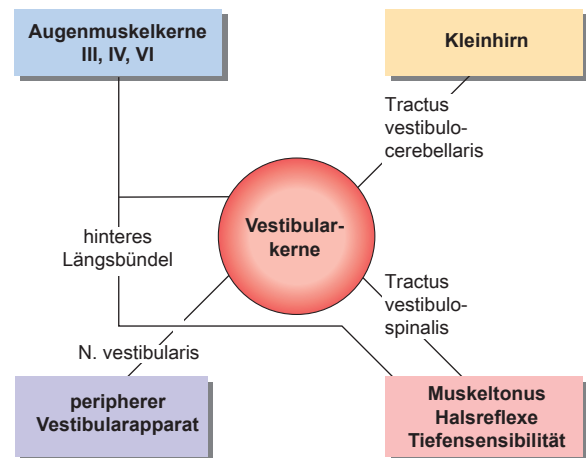 Augenmuskelkerne
III, IV, VI
Kleinhirn
Tractus
vestibulo-
cerebellaris
Vestibular-
kerne
hinteres
Längsbündel
Tractus
vestibulo-
spinalis
N. vestibularis
peripherer
Vestibularapparat
Muskeltonus
Halsreflexe
Tiefensensibilität